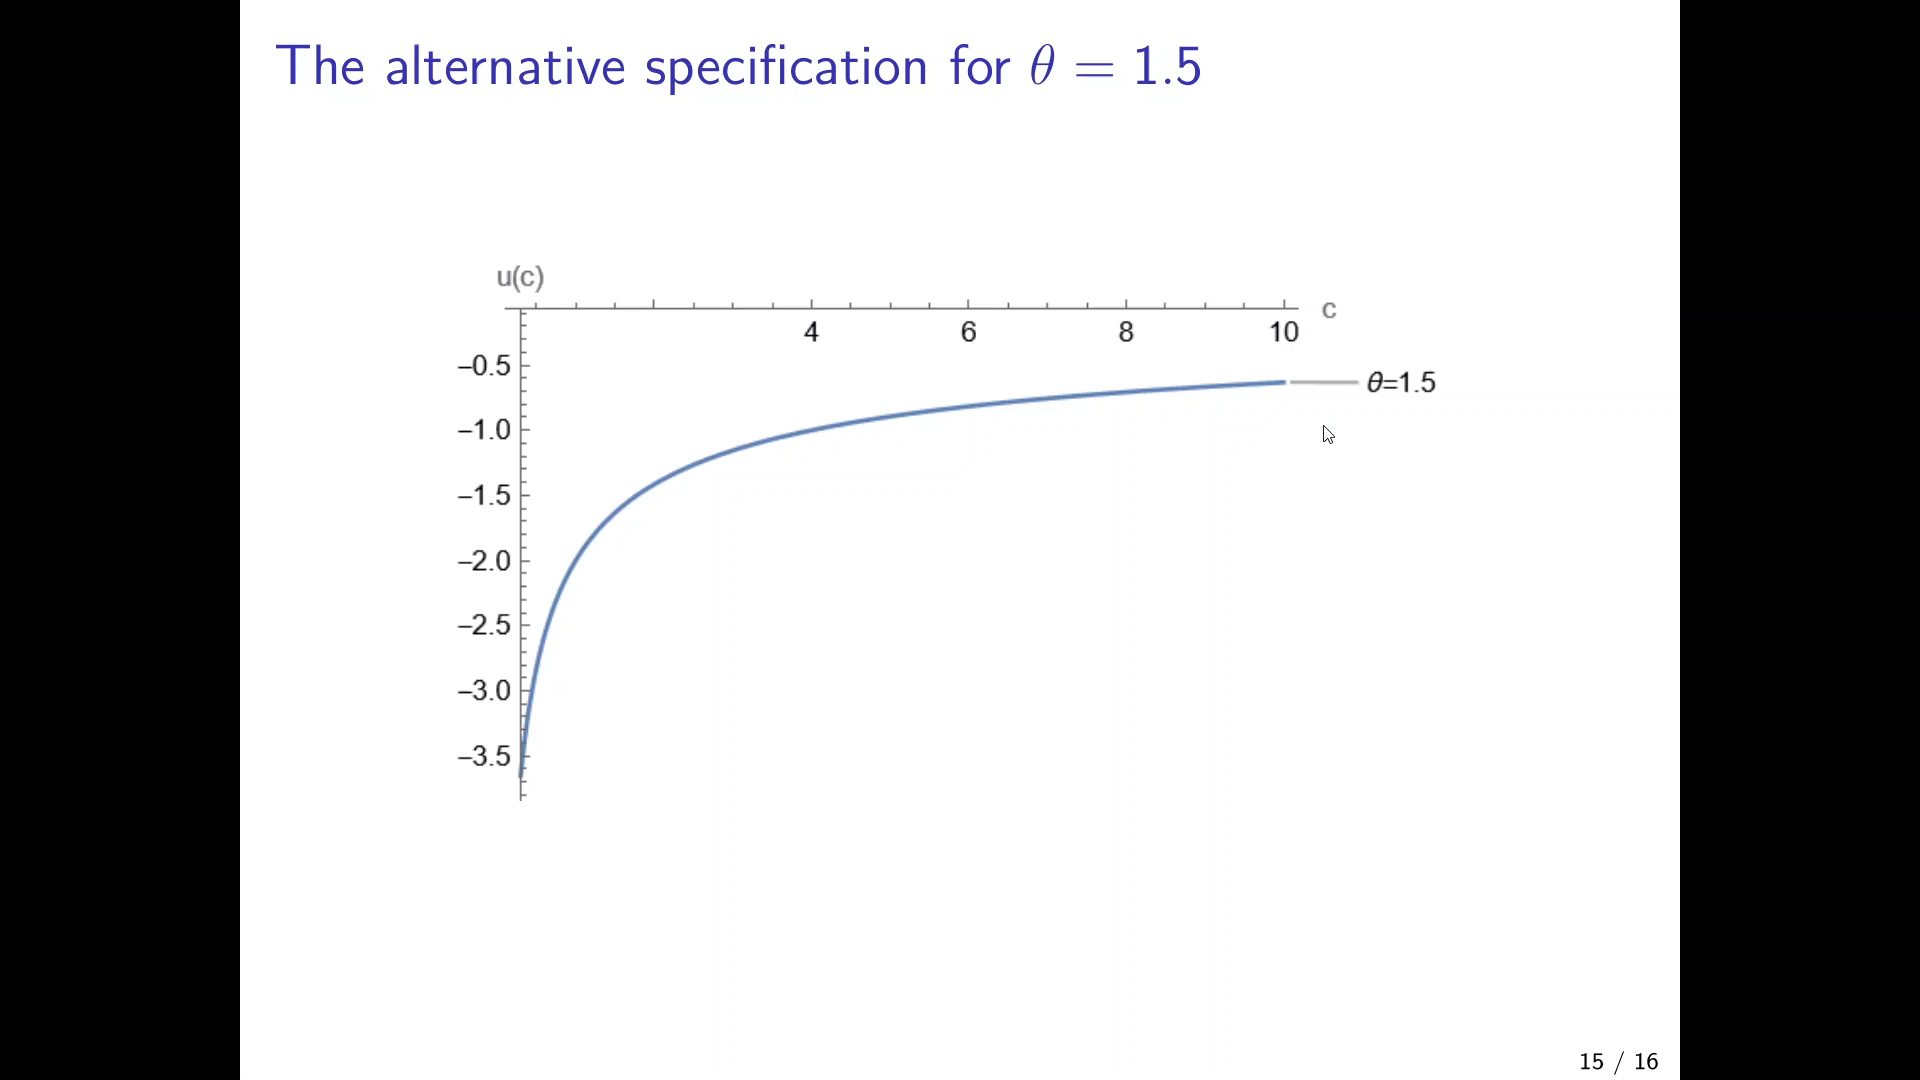 The alternative specification for θ = 1.5
u(c)
c
4 6 8 10
−0.5
θ=1.5
−1.0
−1.5
−2.0
−2.5
−3.0
−3.5
15 / 16